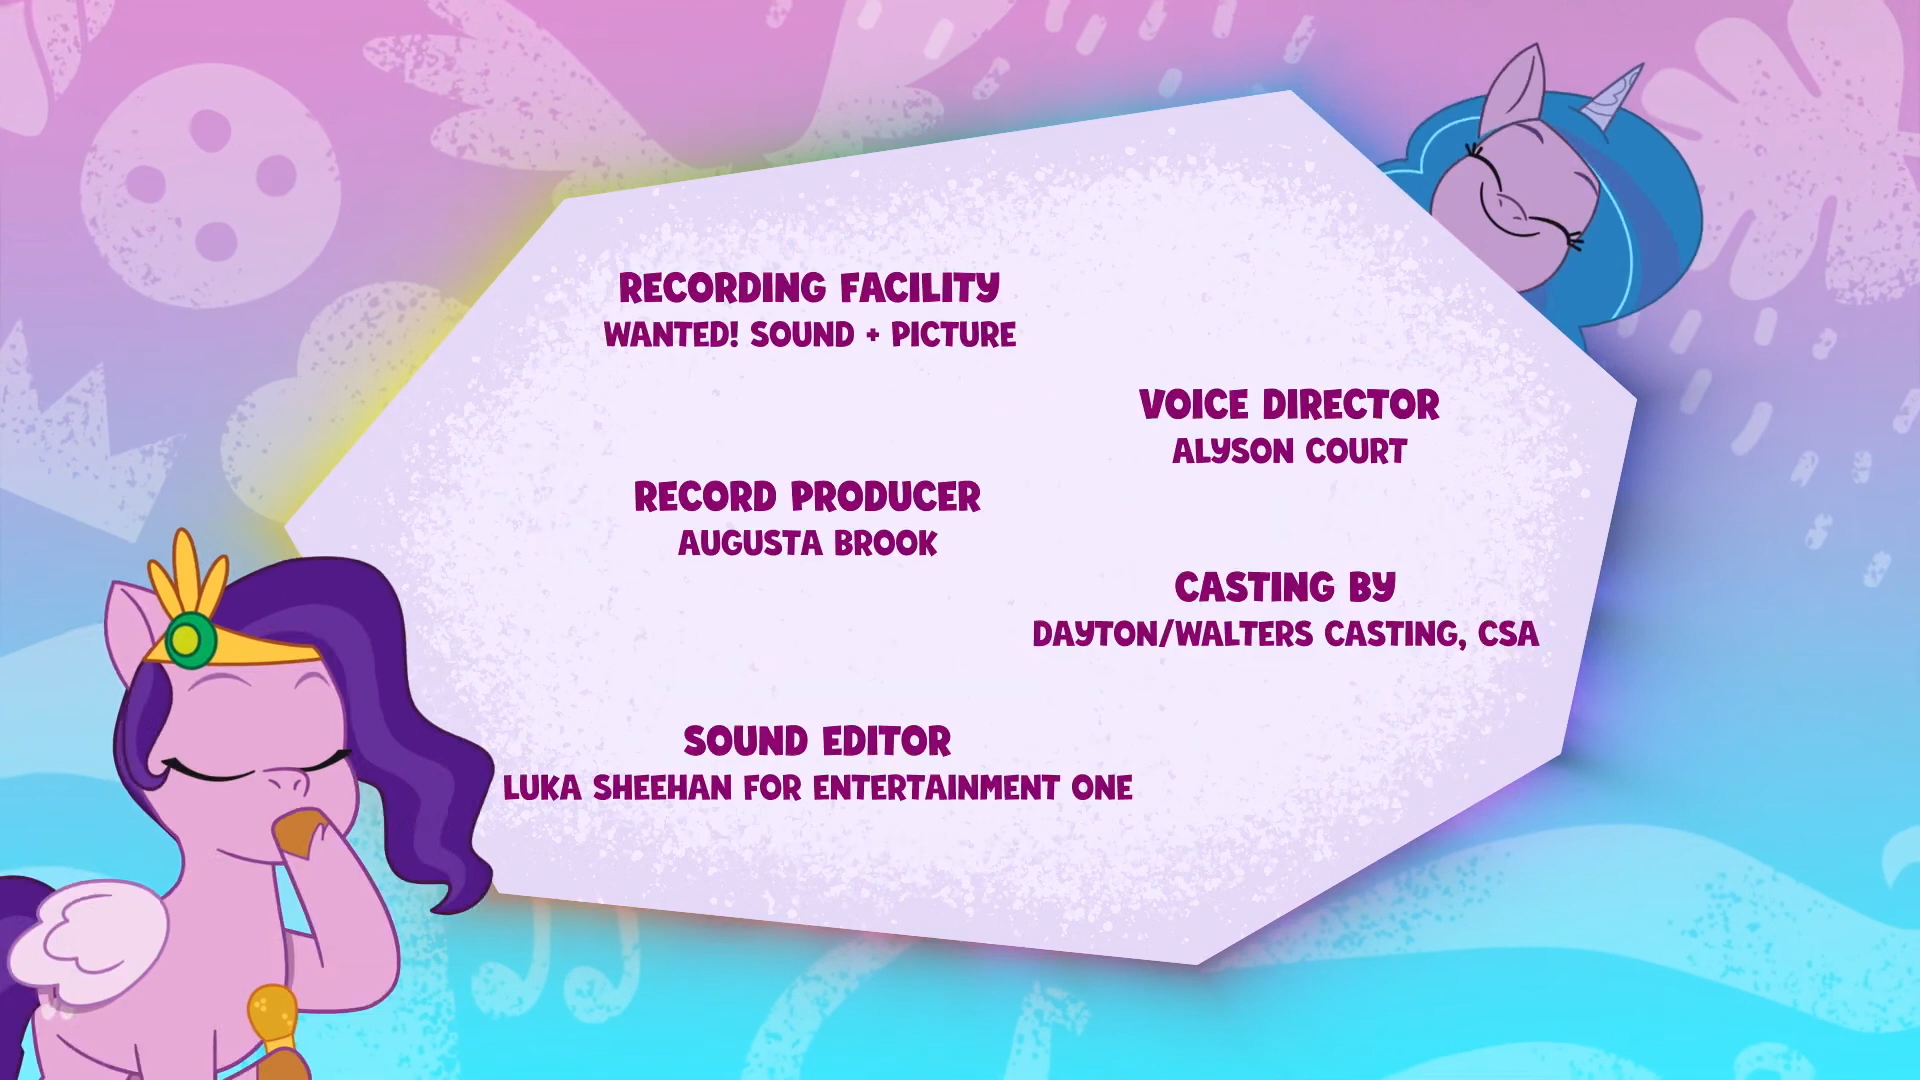 RECORDING FACILITY
WANTED! SOUND + PICTURE
VOICE DIRECTOR
ALYSON COURT
RECORD PRODUCER
AUGUSTA BROOK
CASTING BY
DAYTON/WALTERS CASTING, CSA
SOUND EDITOR
LUKA SHEEHAN FOR ENTERTAINMENT ONE